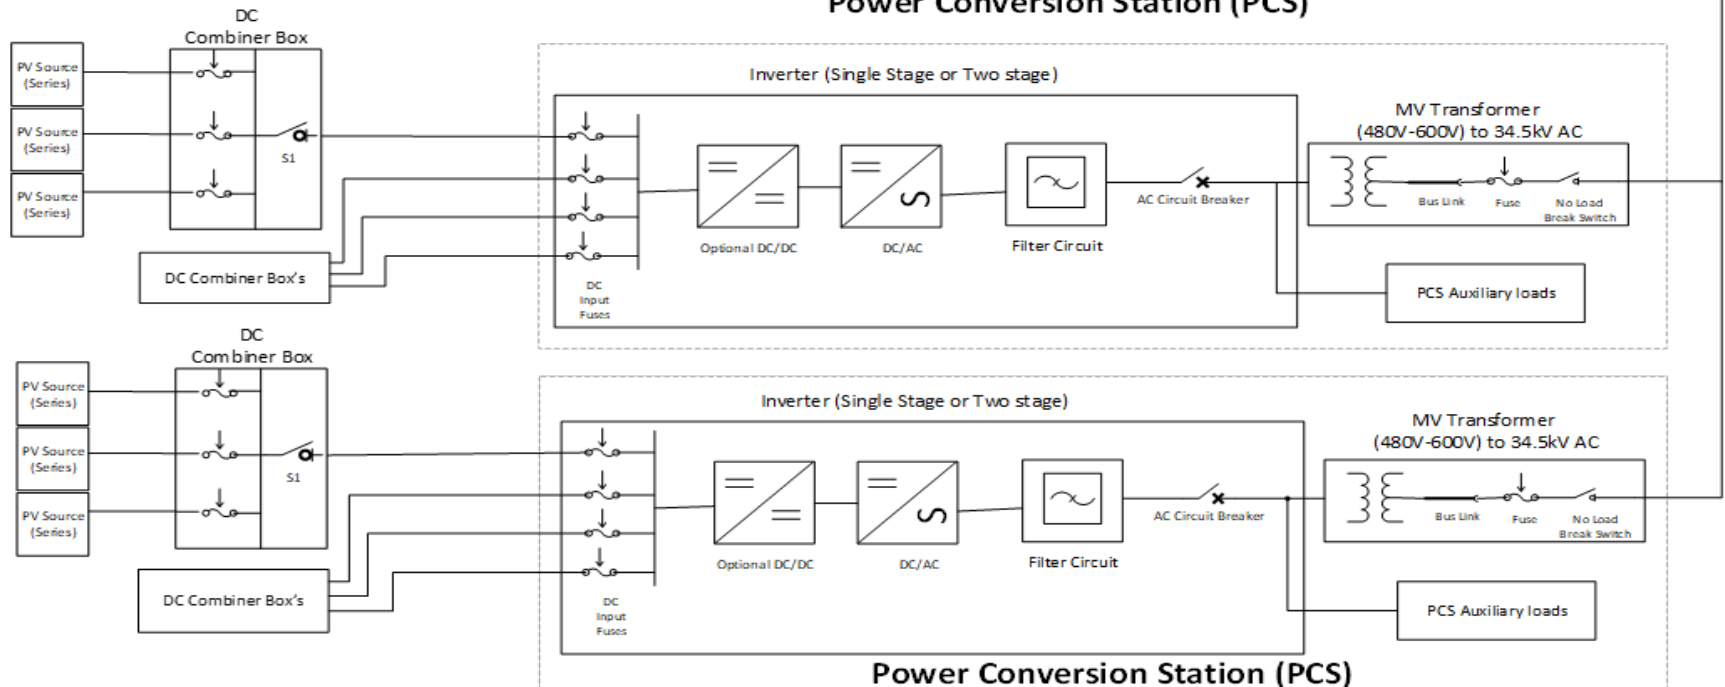 Power Conversion Station (PCS)
DC
Combiner Box
PV Source
(Series)
PV Source
(Series)
PV Source
(Series)
S1
DC Combiner Box's
Inverter (Single Stage or Two stage)
DC
Input
Fuses
Optional DC/DC
DC/AC
Filter Circuit
AC Circuit Breaker
MV Transformer
(480V-600V) to 34.5kV AC
Bus Link
Fuse
No Load
Break Switch
PCS Auxiliary loads
DC
Combiner Box
PV Source
(Series)
PV Source
(Series)
PV Source
(Series)
S1
DC Combiner Box's
Inverter (Single Stage or Two stage)
DC
Input
Fuses
Optional DC/DC
DC/AC
Filter Circuit
AC Circuit Breaker
MV Transformer
(480V-600V) to 34.5kV AC
Bus Link
Fuse
No Load
Break Switch
PCS Auxiliary loads
Power Conversion Station (PCS)